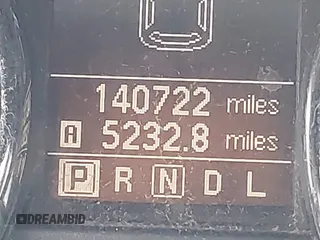 140722 miles
A 5232.8 miles
P R N D L
DREAMBID